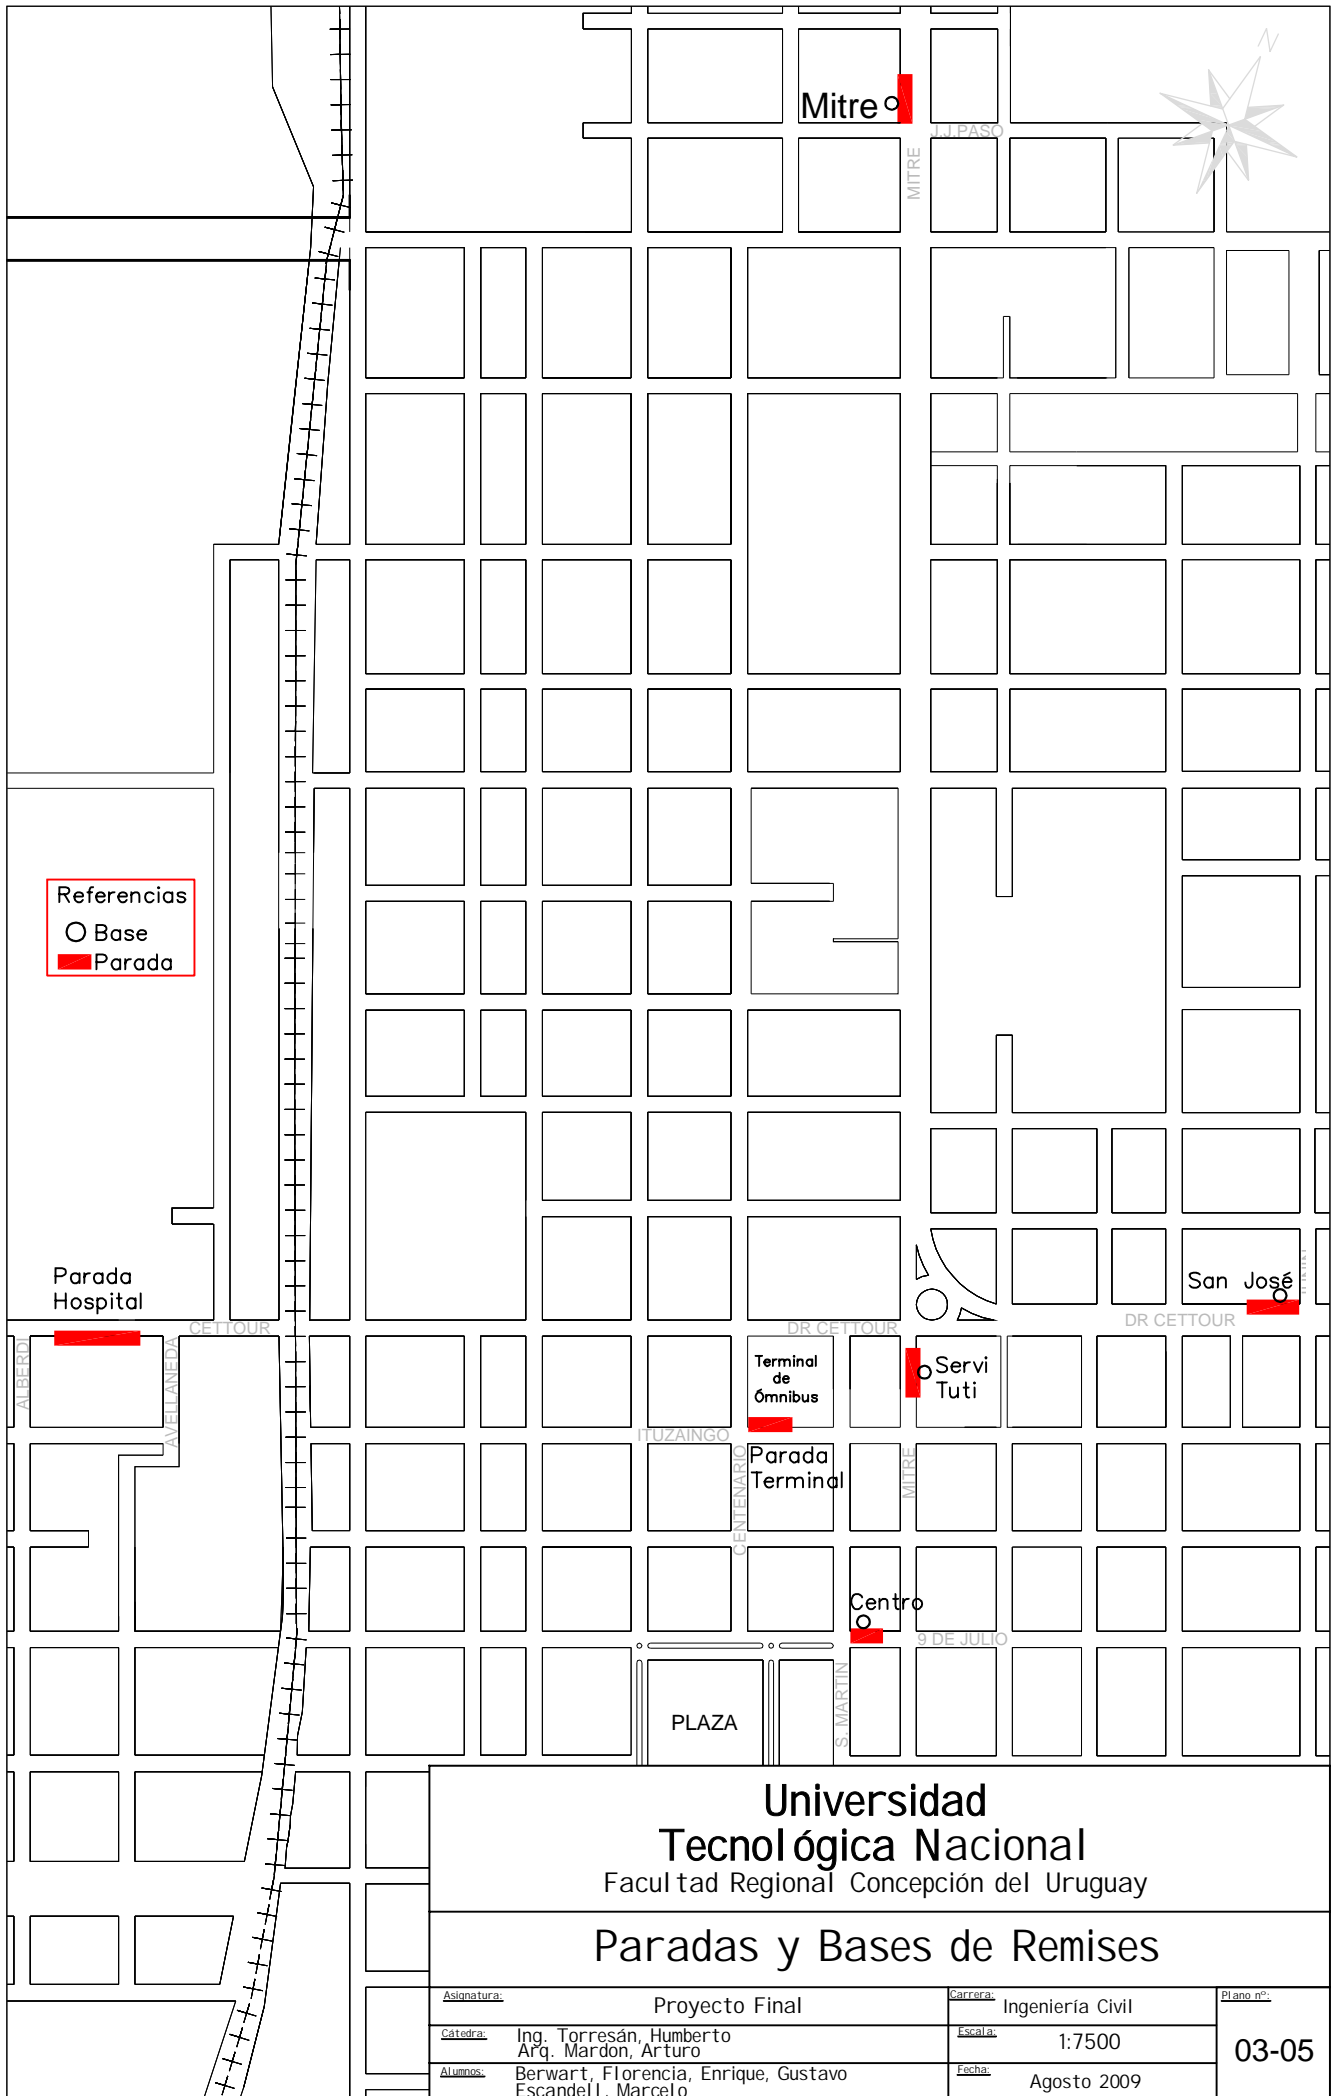 N
Mitre
J.J.PASO
MITRE
Referencias
Base
Parada
Parada
Hospital
CETTOUR
ALBERDI
AVELLANEDA
DR CETTOUR
Terminal
de
Ómnibus
ITUZAINGO
CENTENARIO
Parada
Terminal
Servi
Tuti
MITRE
San José
DR CETTOUR
Centro
9 DE JULIO
S. MARTIN
PLAZA
Universidad
Tecnológica Nacional
Facultad Regional Concepción del Uruguay
Paradas y Bases de Remises
Asignatura: Proyecto Final
Carrera: Ingeniería Civil
Plano nº:
03-05
Cátedra: Ing. Torresán, Humberto
Arq. Mardon, Arturo
Escala: 1:7500
Alumnos: Berwart, Florencia, Enrique, Gustavo
Escandell, Marcelo
Fecha: Agosto 2009